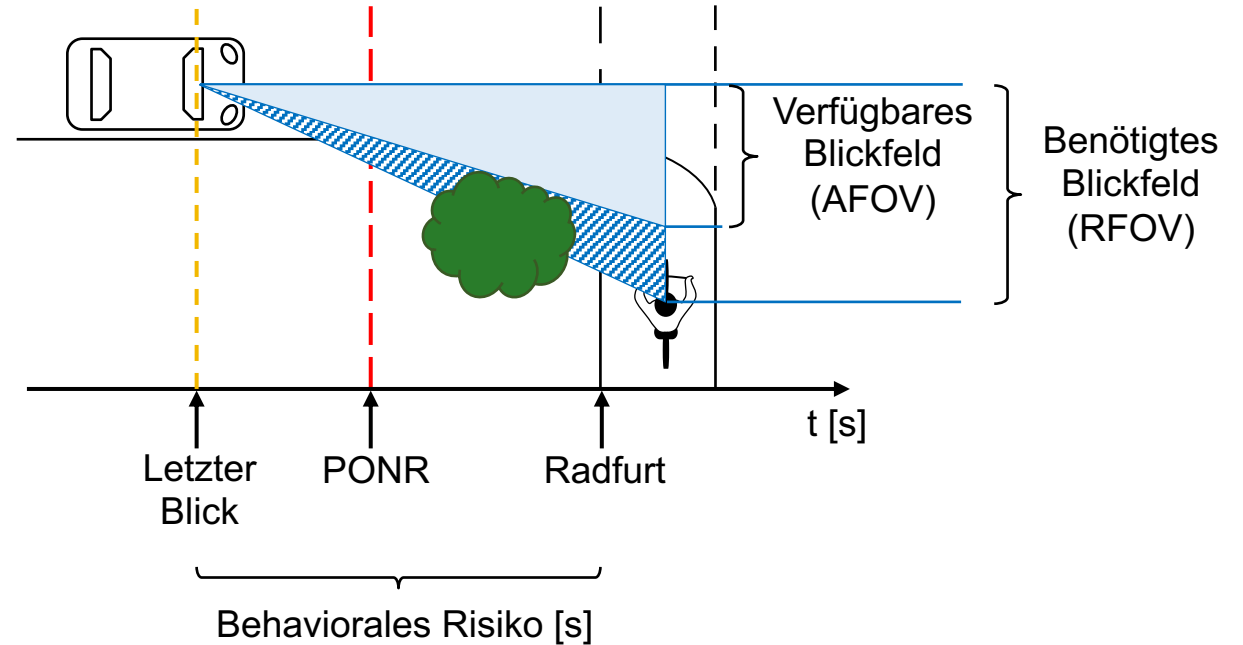 Verfügbares
Blickfeld
(AFOV)
Benötigtes
Blickfeld
(RFOV)
t [s]
Letzter
Blick
PONR
Radfurt
Behaviorales Risiko [s]